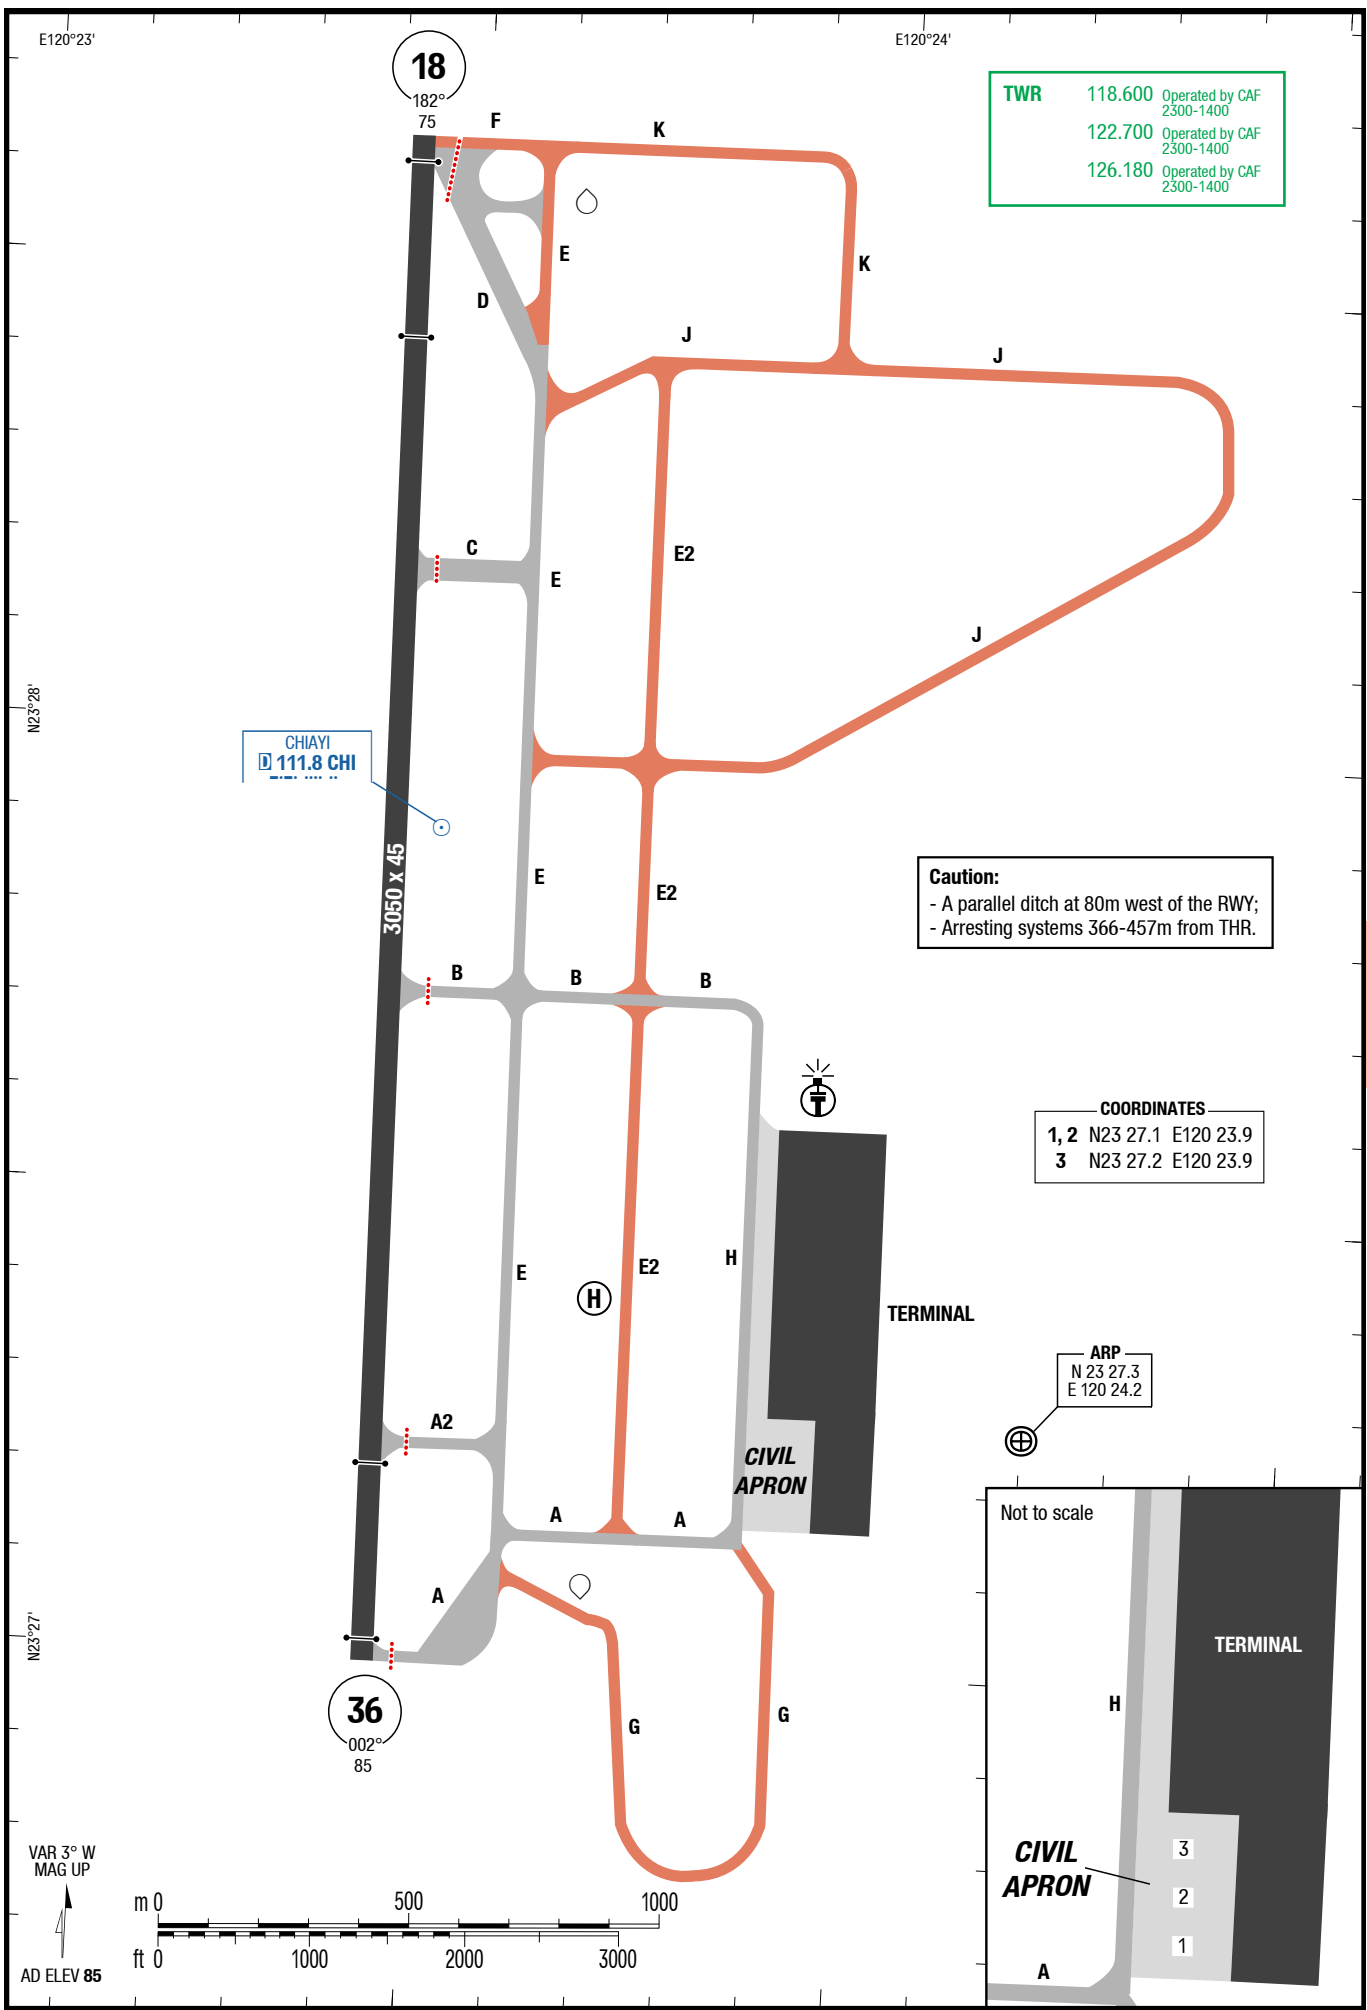 E120°23'
E120°24'
18
182°
75
F
K
TWR 118.600 Operated by CAF
2300-1400
122.700 Operated by CAF
2300-1400
126.180 Operated by CAF
2300-1400
E
K
D
J
J
C
E2
E
J
N23°28'
CHIAYI
D 111.8 CHI
3050 x 45
E
E2
Caution:
- A parallel ditch at 80m west of the RWY;
- Arresting systems 366-457m from THR.
B
B
B
COORDINATES
1, 2 N23 27.1 E120 23.9
3 N23 27.2 E120 23.9
E
E2
H
H
TERMINAL
ARP
N 23 27.3
E 120 24.2
A2
CIVIL
APRON
A
A
A
N23°27'
36
002°
85
G
G
Not to scale
TERMINAL
H
CIVIL
APRON
3
2
1
A
VAR 3° W
MAG UP
AD ELEV 85
m 0 500 1000
ft 0 1000 2000 3000